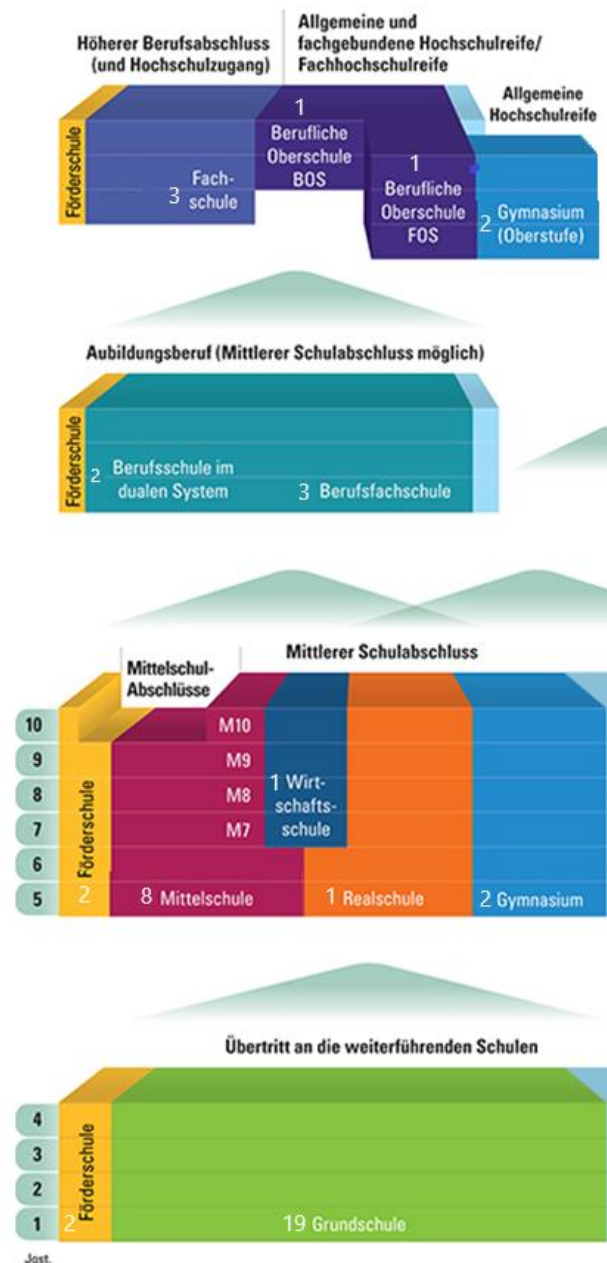 Höherer Berufsabschluss
(und Hochschulzugang)
Allgemeine und
fachgebundene Hochschulreife/
Fachhochschulreife
Allgemeine
Hochschulreife
Förderschule
3 Fach-
schule
1
Berufliche
Oberschule
BOS
1
Berufliche
Oberschule
FOS
2 Gymnasium
(Oberstufe)
Aubildungsberuf (Mittlerer Schulabschluss möglich)
Förderschule
2 Berufsschule im
dualen System
3 Berufsfachschule
Mittelschul-
Abschlüsse
Mittlerer Schulabschluss
10
9
8
7
6
5
Förderschule
2
M10
M9
M8
M7
8 Mittelschule
1 Wirt-
schafts-
schule
1 Realschule
2 Gymnasium
Übertritt an die weiterführenden Schulen
4
3
2
1
Förderschule
2
19 Grundschule
Jgst.